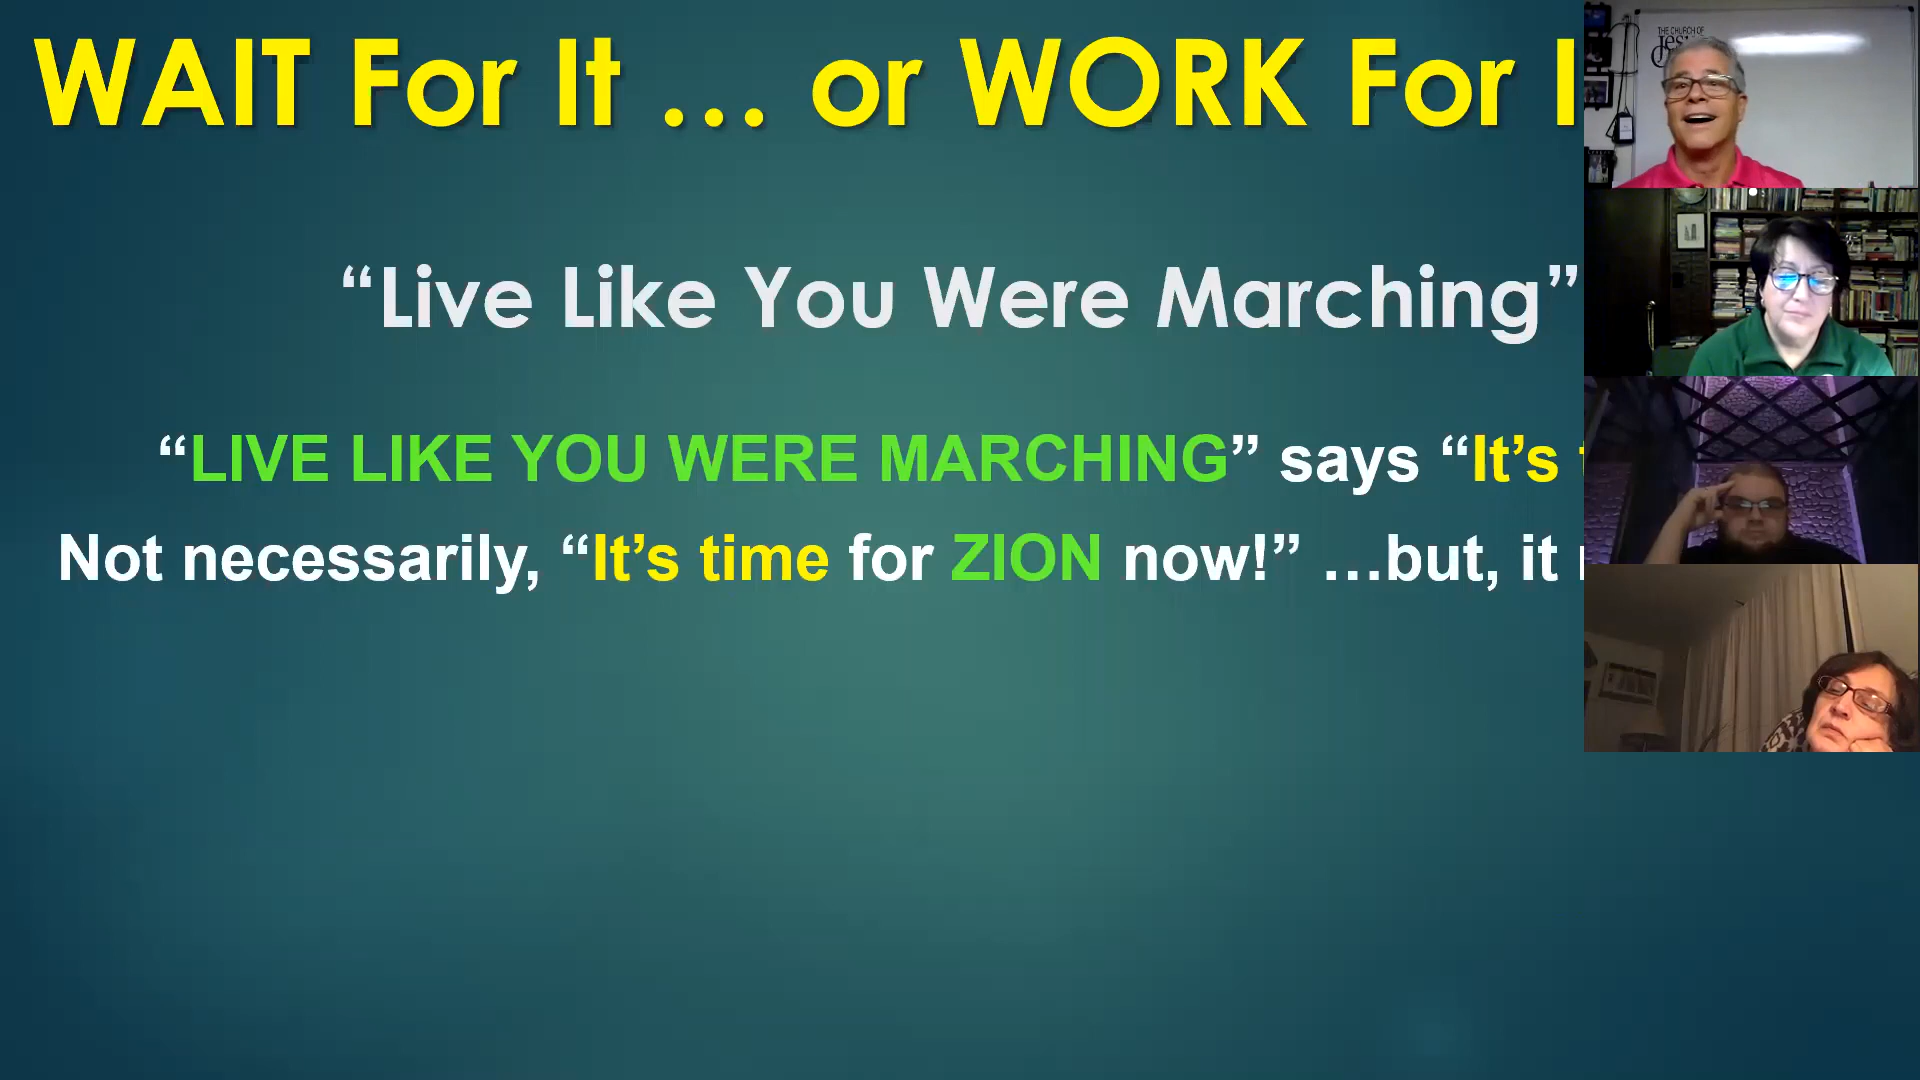 WAIT For It … or WORK For I
“Live Like You Were Marching”
“LIVE LIKE YOU WERE MARCHING” says “It’s
Not necessarily, “It’s time for ZION now!” …but, it
THE CHURCH OF